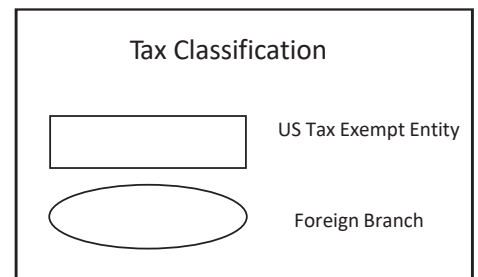 Tax Classification
US Tax Exempt Entity
Foreign Branch